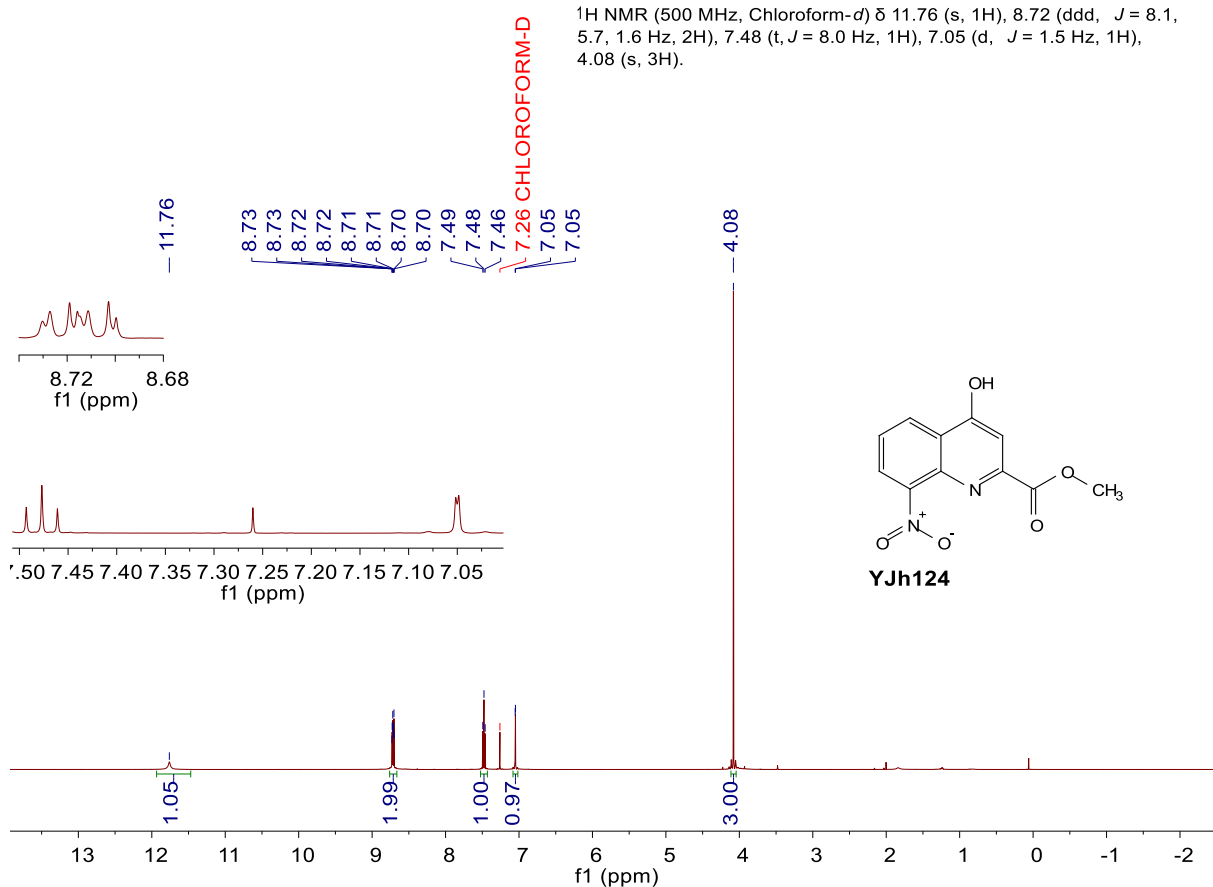 ¹H NMR (500 MHz, Chloroform-d) δ 11.76 (s, 1H), 8.72 (ddd, J = 8.1,
5.7, 1.6 Hz, 2H), 7.48 (t, J = 8.0 Hz, 1H), 7.05 (d, J = 1.5 Hz, 1H),
4.08 (s, 3H).
11.76
8.73
8.73
8.72
8.72
8.71
8.71
8.70
8.70
7.49
7.48
7.46
7.26 CHLOROFORM-D
7.05
7.05
4.08
8.72 8.68
f1 (ppm)
7.50 7.45 7.40 7.35 7.30 7.25 7.20 7.15 7.10 7.05
f1 (ppm)
OH
O
CH3
N
O
N+
O
O-
YJh124
1.05
1.99
1.00
0.97
3.00
13 12 11 10 9 8 7 6 5 4 3 2 1 0 -1 -2
f1 (ppm)